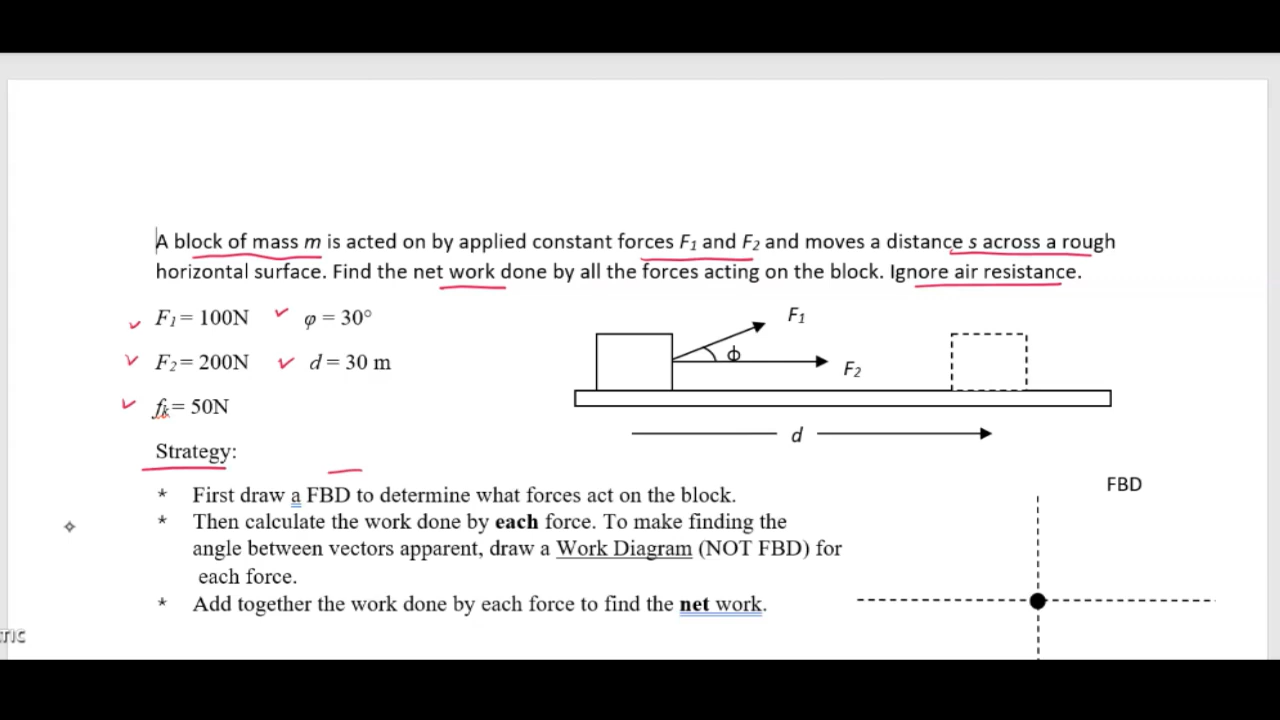 A block of mass m is acted on by applied constant forces F1 and F2 and moves a distance s across a rough
horizontal surface. Find the net work done by all the forces acting on the block. Ignore air resistance.
F1 = 100N φ = 30°
F2 = 200N d = 30 m
fk = 50N
F1
ϕ
F2
d
Strategy:
* First draw a FBD to determine what forces act on the block.
* Then calculate the work done by each force. To make finding the
angle between vectors apparent, draw a Work Diagram (NOT FBD) for
each force.
* Add together the work done by each force to find the net work.
FBD
TIC